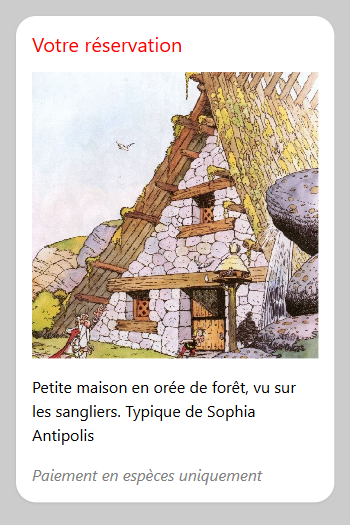 Votre réservation
Petite maison en orée de forêt, vu sur
les sangliers. Typique de Sophia
Antipolis
Paiement en espèces uniquement